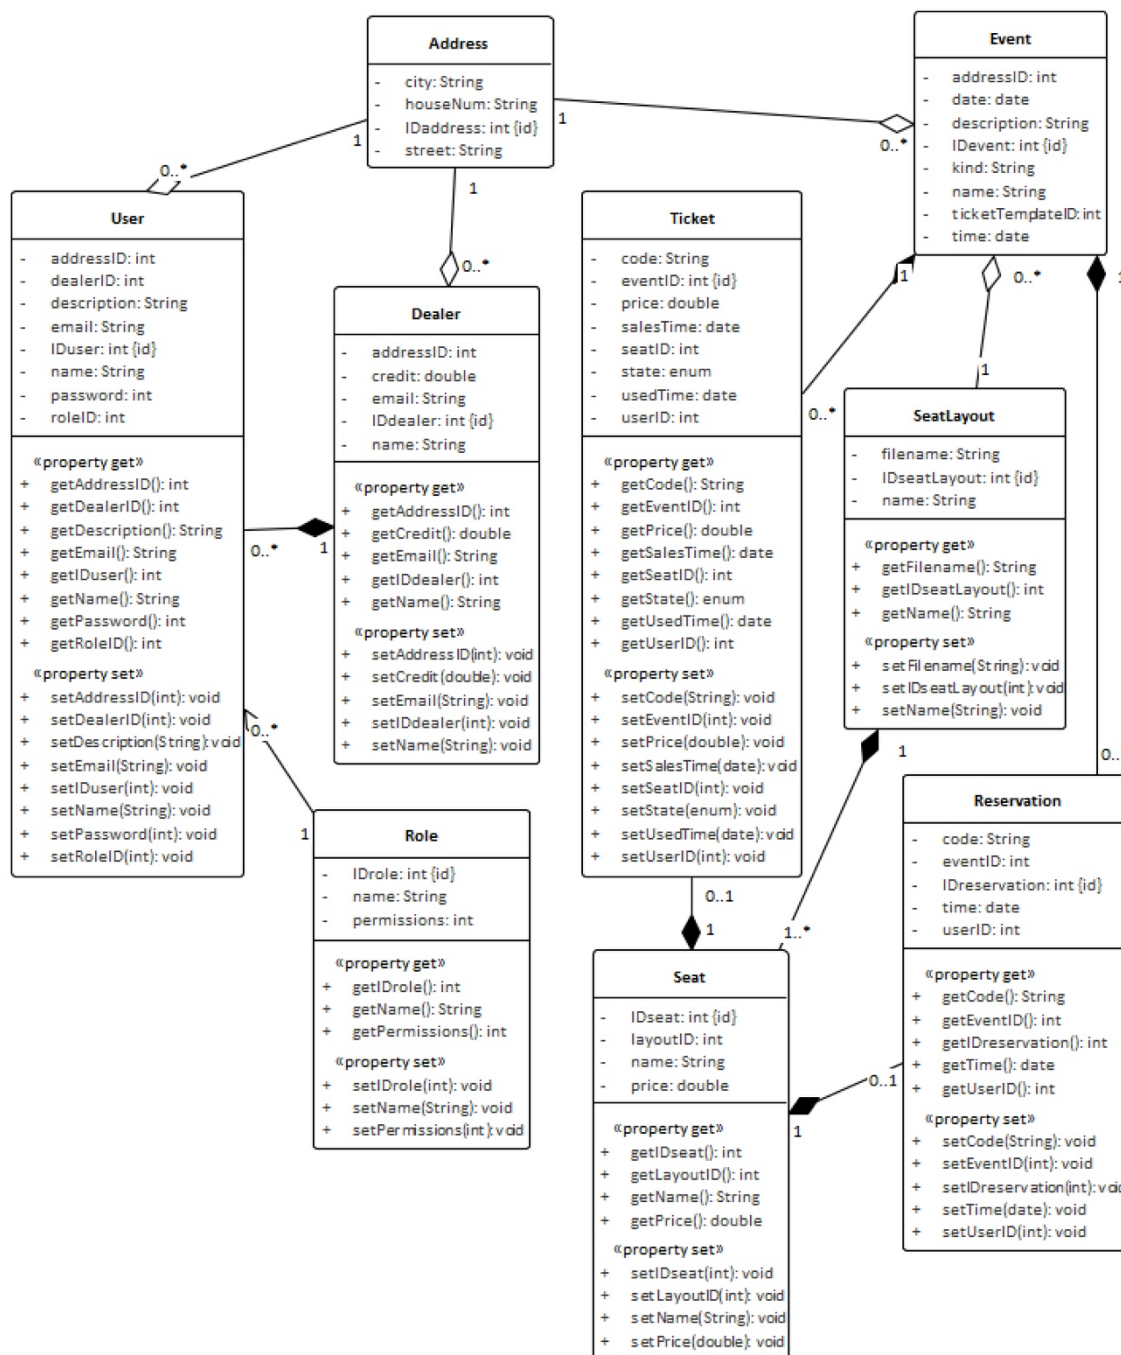 Address
- city: String
- houseNum: String
- IDaddress: int {id}
- street: String
1
1
1
0..*
0..*
0..*
Event
- addressID: int
- date: date
- description: String
- IDevent: int {id}
- kind: String
- name: String
- ticketTemplateID: int
- time: date
1
0..*
1
User
- addressID: int
- dealerID: int
- description: String
- email: String
- IDuser: int {id}
- name: String
- password: int
- roleID: int
«property get»
+ getAddressID(): int
+ getDealerID(): int
+ getDescription(): String
+ getEmail(): String
+ getIDuser(): int
+ getName(): String
+ getPassword(): int
+ getRoleID(): int
«property set»
+ setAddressID(int): void
+ setDealerID(int): void
+ setDescription(String): void
+ setEmail(String): void
+ setIDuser(int): void
+ setName(String): void
+ setPassword(int): void
+ setRoleID(int): void
0..*
1
0..*
1
Dealer
- addressID: int
- credit: double
- email: String
- IDdealer: int {id}
- name: String
«property get»
+ getAddressID(): int
+ getCredit(): double
+ getEmail(): String
+ getIDdealer(): int
+ getName(): String
«property set»
+ setAddressID(int): void
+ setCredit(double): void
+ setEmail(String): void
+ setIDdealer(int): void
+ setName(String): void
Role
- IDrole: int {id}
- name: String
- permissions: int
«property get»
+ getIDrole(): int
+ getName(): String
+ getPermissions(): int
«property set»
+ setIDrole(int): void
+ setName(String): void
+ setPermissions(int): void
Ticket
- code: String
- eventID: int {id}
- price: double
- salesTime: date
- seatID: int
- state: enum
- usedTime: date
- userID: int
«property get»
+ getCode(): String
+ getEventID(): int
+ getPrice(): double
+ getSalesTime(): date
+ getSeatID(): int
+ getState(): enum
+ getUsedTime(): date
+ getUserID(): int
«property set»
+ setCode(String): void
+ setEventID(int): void
+ setPrice(double): void
+ setSalesTime(date): void
+ setSeatID(int): void
+ setState(enum): void
+ setUsedTime(date): void
+ setUserID(int): void
0..*
1
SeatLayout
- filename: String
- IDseatLayout: int {id}
- name: String
«property get»
+ getFilename(): String
+ getIDseatLayout(): int
+ getName(): String
«property set»
+ setFilename(String): void
+ setIDseatLayout(int): void
+ setName(String): void
1
0..
0..1
1
1..*
Seat
- IDseat: int {id}
- layoutID: int
- name: String
- price: double
«property get»
+ getIDseat(): int
+ getLayoutID(): int
+ getName(): String
+ getPrice(): double
«property set»
+ setIDseat(int): void
+ setLayoutID(int): void
+ setName(String): void
+ setPrice(double): void
0..1
1
Reservation
- code: String
- eventID: int
- IDreservation: int {id}
- time: date
- userID: int
«property get»
+ getCode(): String
+ getEventID(): int
+ getIDreservation(): int
+ getTime(): date
+ getUserID(): int
«property set»
+ setCode(String): void
+ setEventID(int): void
+ setIDreservation(int): void
+ setTime(date): void
+ setUserID(int): void